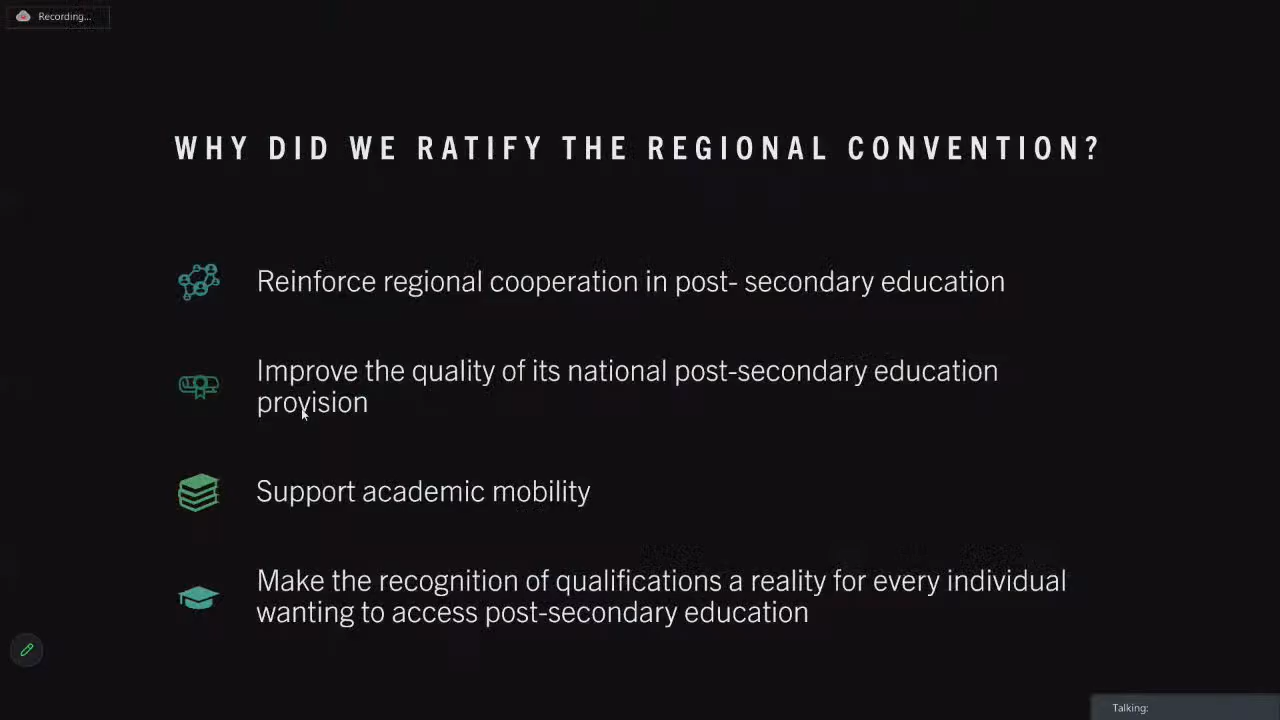 Recording...
WHY DID WE RATIFY THE REGIONAL CONVENTION?
Reinforce regional cooperation in post- secondary education
Improve the quality of its national post-secondary education
provision
Support academic mobility
Make the recognition of qualifications a reality for every individual
wanting to access post-secondary education
Talking: